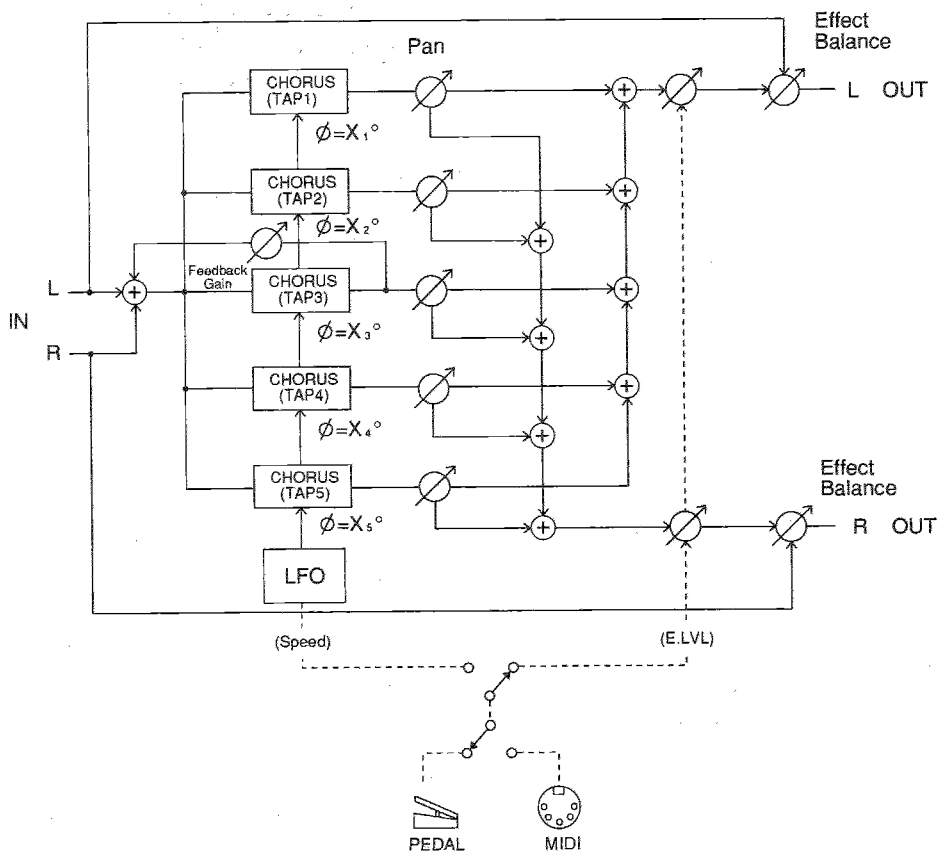 Effect
Balance
Pan
CHORUS
(TAP1)
L OUT
ø=X₁°
CHORUS
(TAP2)
ø=X₂°
Feedback
Gain
L
CHORUS
(TAP3)
IN
ø=X₃°
R
CHORUS
(TAP4)
ø=X₄°
Effect
Balance
CHORUS
(TAP5)
ø=X₅°
R OUT
LFO
(Speed)
(E.LVL)
PEDAL
MIDI